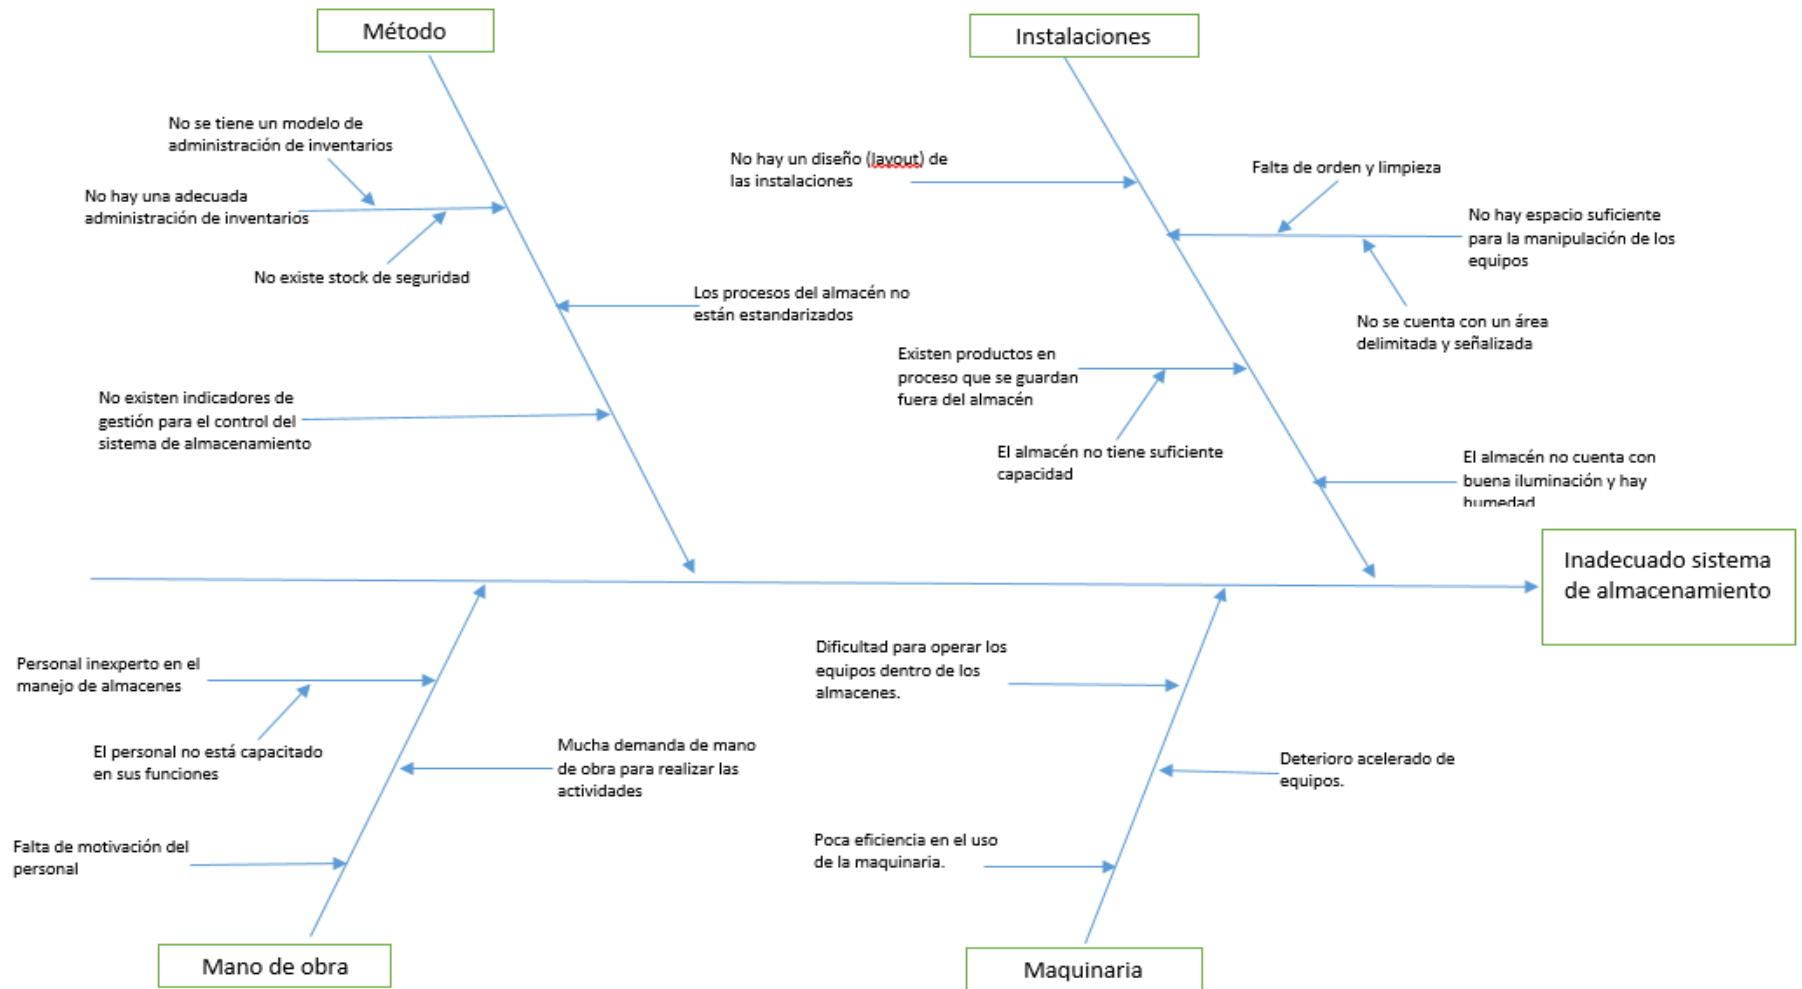 Método
Instalaciones
No se tiene un modelo de
administración de inventarios
No hay una adecuada
administración de inventarios
No existe stock de seguridad
Los procesos del almacén no
están estandarizados
No existen indicadores de
gestión para el control del
sistema de almacenamiento
No hay un diseño (layout) de
las instalaciones
Falta de orden y limpieza
No hay espacio suficiente
para la manipulación de los
equipos
No se cuenta con un área
delimitada y señalizada
Existen productos en
proceso que se guardan
fuera del almacén
El almacén no tiene suficiente
capacidad
El almacén no cuenta con
buena iluminación y hay
humedad
Inadecuado sistema
de almacenamiento
Personal inexperto en el
manejo de almacenes
El personal no está capacitado
en sus funciones
Mucha demanda de mano
de obra para realizar las
actividades
Falta de motivación del
personal
Dificultad para operar los
equipos dentro de los
almacenes.
Deterioro acelerado de
equipos.
Poca eficiencia en el uso
de la maquinaria.
Mano de obra
Maquinaria